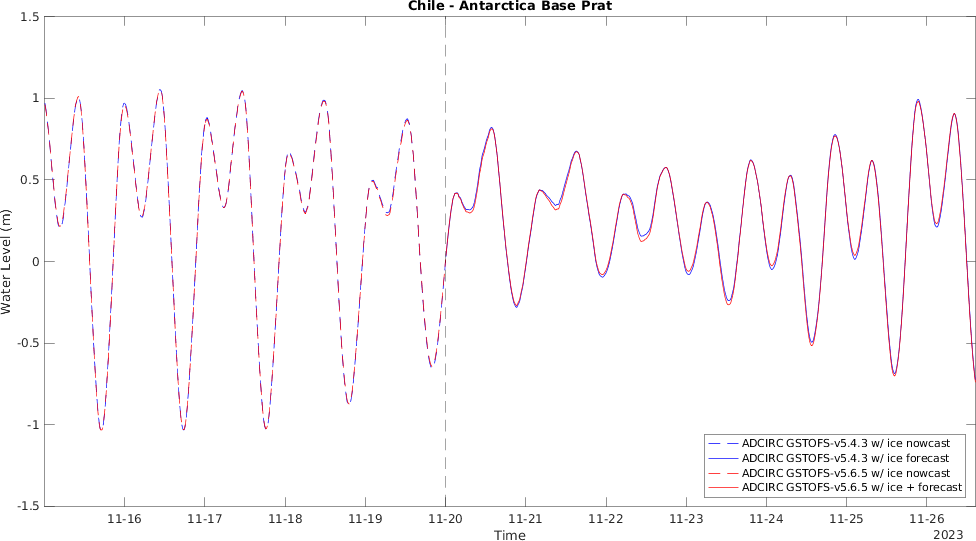 Chile - Antarctica Base Prat
1.5
1
0.5
0
-0.5
-1
-1.5
Water Level (m)
11-16
11-17
11-18
11-19
11-20
11-21
11-22
11-23
11-24
11-25
11-26
2023
Time
ADCIRC GSTOFS-v5.4.3 w/ ice nowcast
ADCIRC GSTOFS-v5.4.3 w/ ice forecast
ADCIRC GSTOFS-v5.6.5 w/ ice nowcast
ADCIRC GSTOFS-v5.6.5 w/ ice + forecast